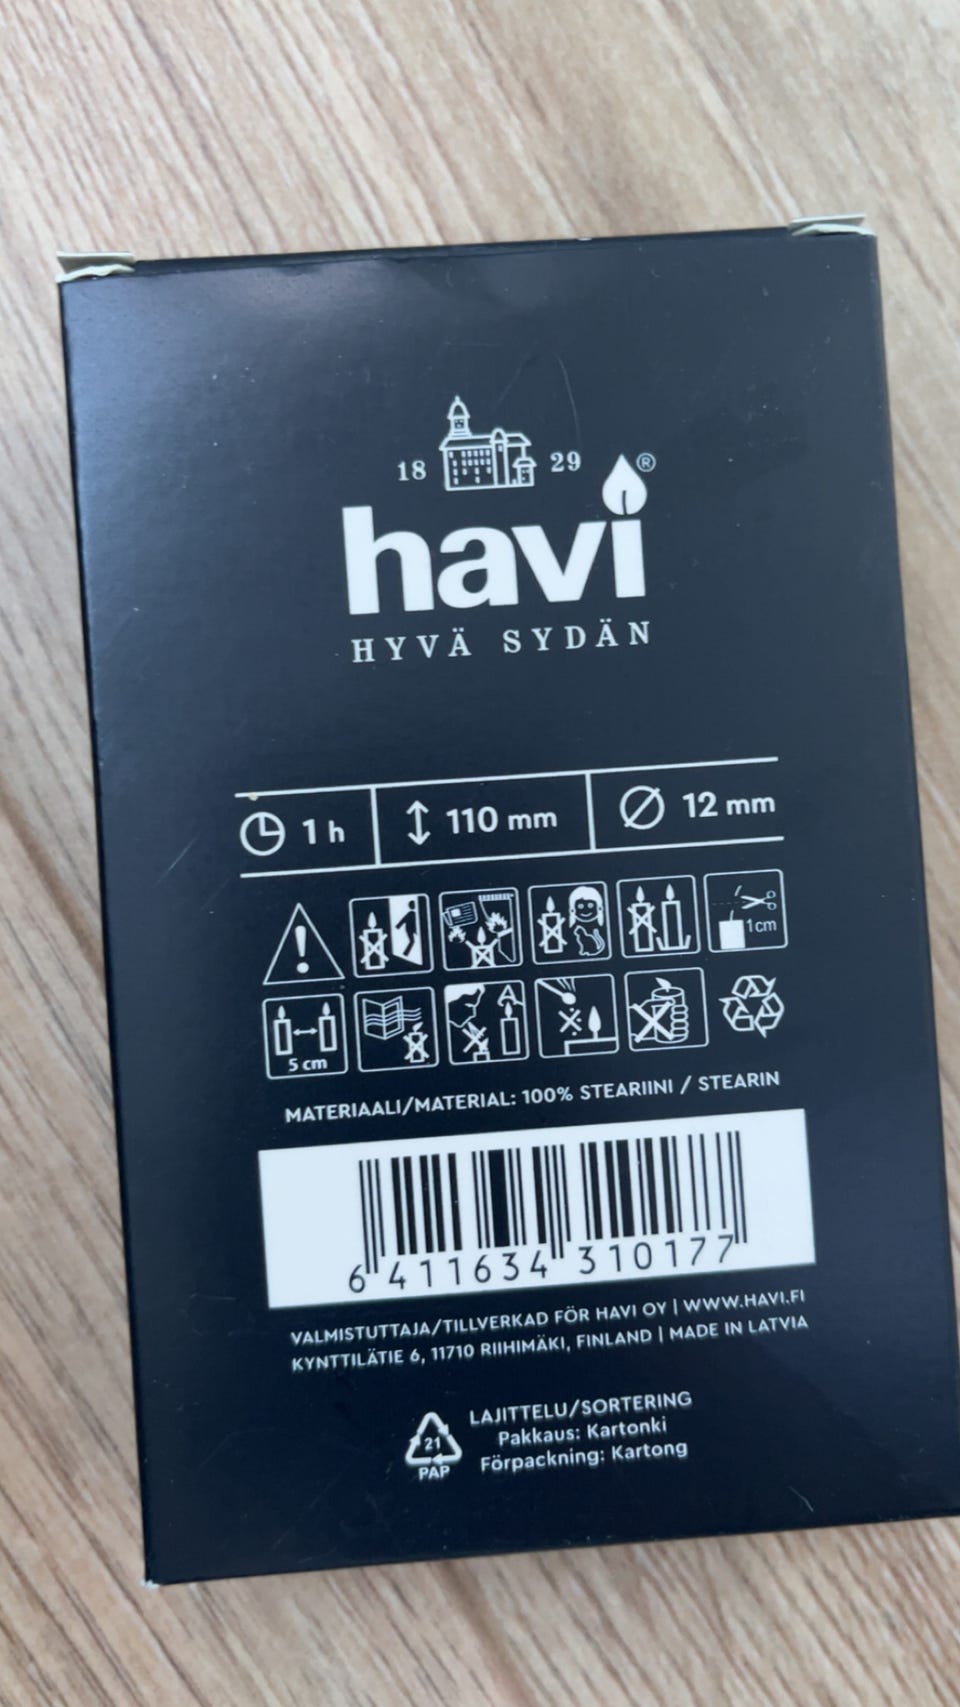 18 29 ®
havi
HYVÄ SYDÄN
1 h 110 mm 12 mm
1cm
5 cm
MATERIAALI/MATERIAL: 100% STEARIINI / STEARIN
6 411634 310177
VALMISTUTTAJA/TILLVERKAD FÖR HAVI OY | WWW.HAVI.FI
KYNTTILÄTIE 6, 11710 RIIHIMÄKI, FINLAND | MADE IN LATVIA
LAJITTELU/SORTERING
Pakkaus: Kartonki
Förpackning: Kartong
21
PAP